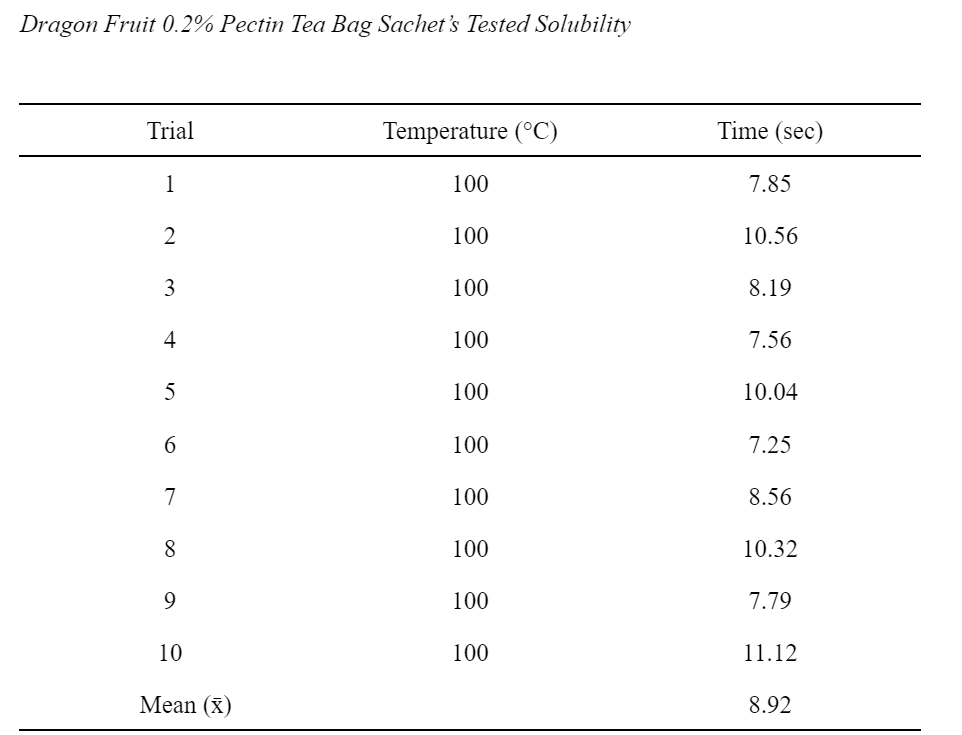 Dragon Fruit 0.2% Pectin Tea Bag Sachet's Tested Solubility
Trial Temperature (°C) Time (sec)
1 100 7.85
2 100 10.56
3 100 8.19
4 100 7.56
5 100 10.04
6 100 7.25
7 100 8.56
8 100 10.32
9 100 7.79
10 100 11.12
Mean (x̄) 8.92